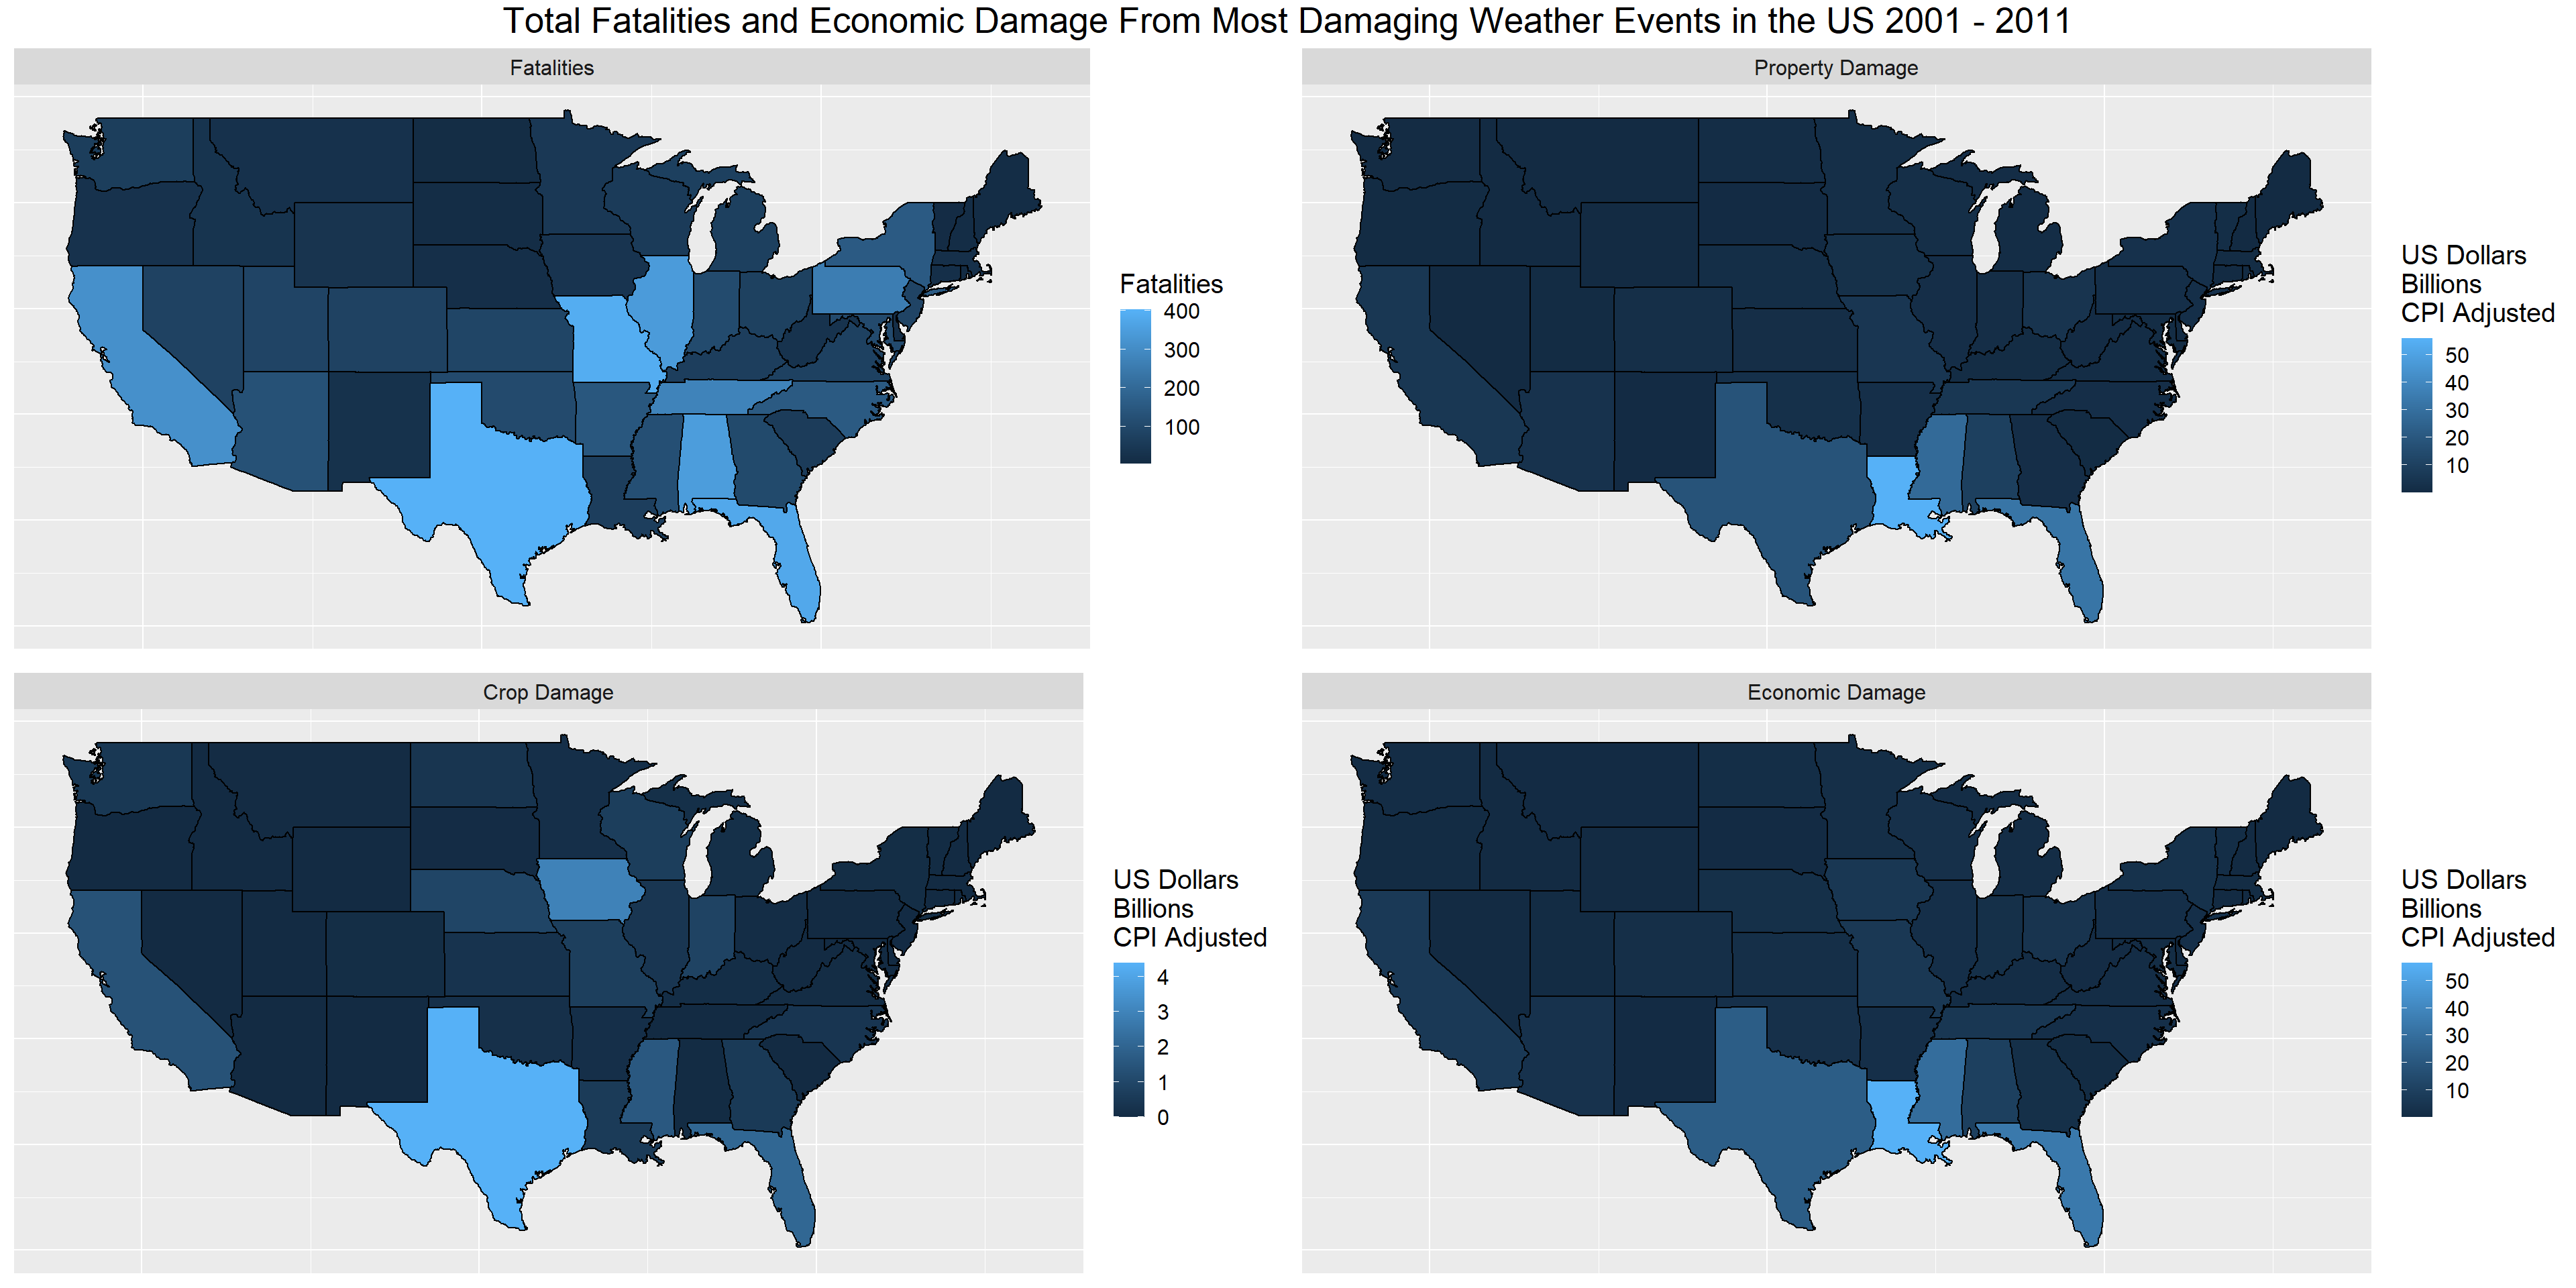 Total Fatalities and Economic Damage From Most Damaging Weather Events in the US 2001 - 2011
Fatalities
Fatalities
400
300
200
100
Property Damage
US Dollars
Billions
CPI Adjusted
50
40
30
20
10
Crop Damage
US Dollars
Billions
CPI Adjusted
4
3
2
1
0
Economic Damage
US Dollars
Billions
CPI Adjusted
50
40
30
20
10